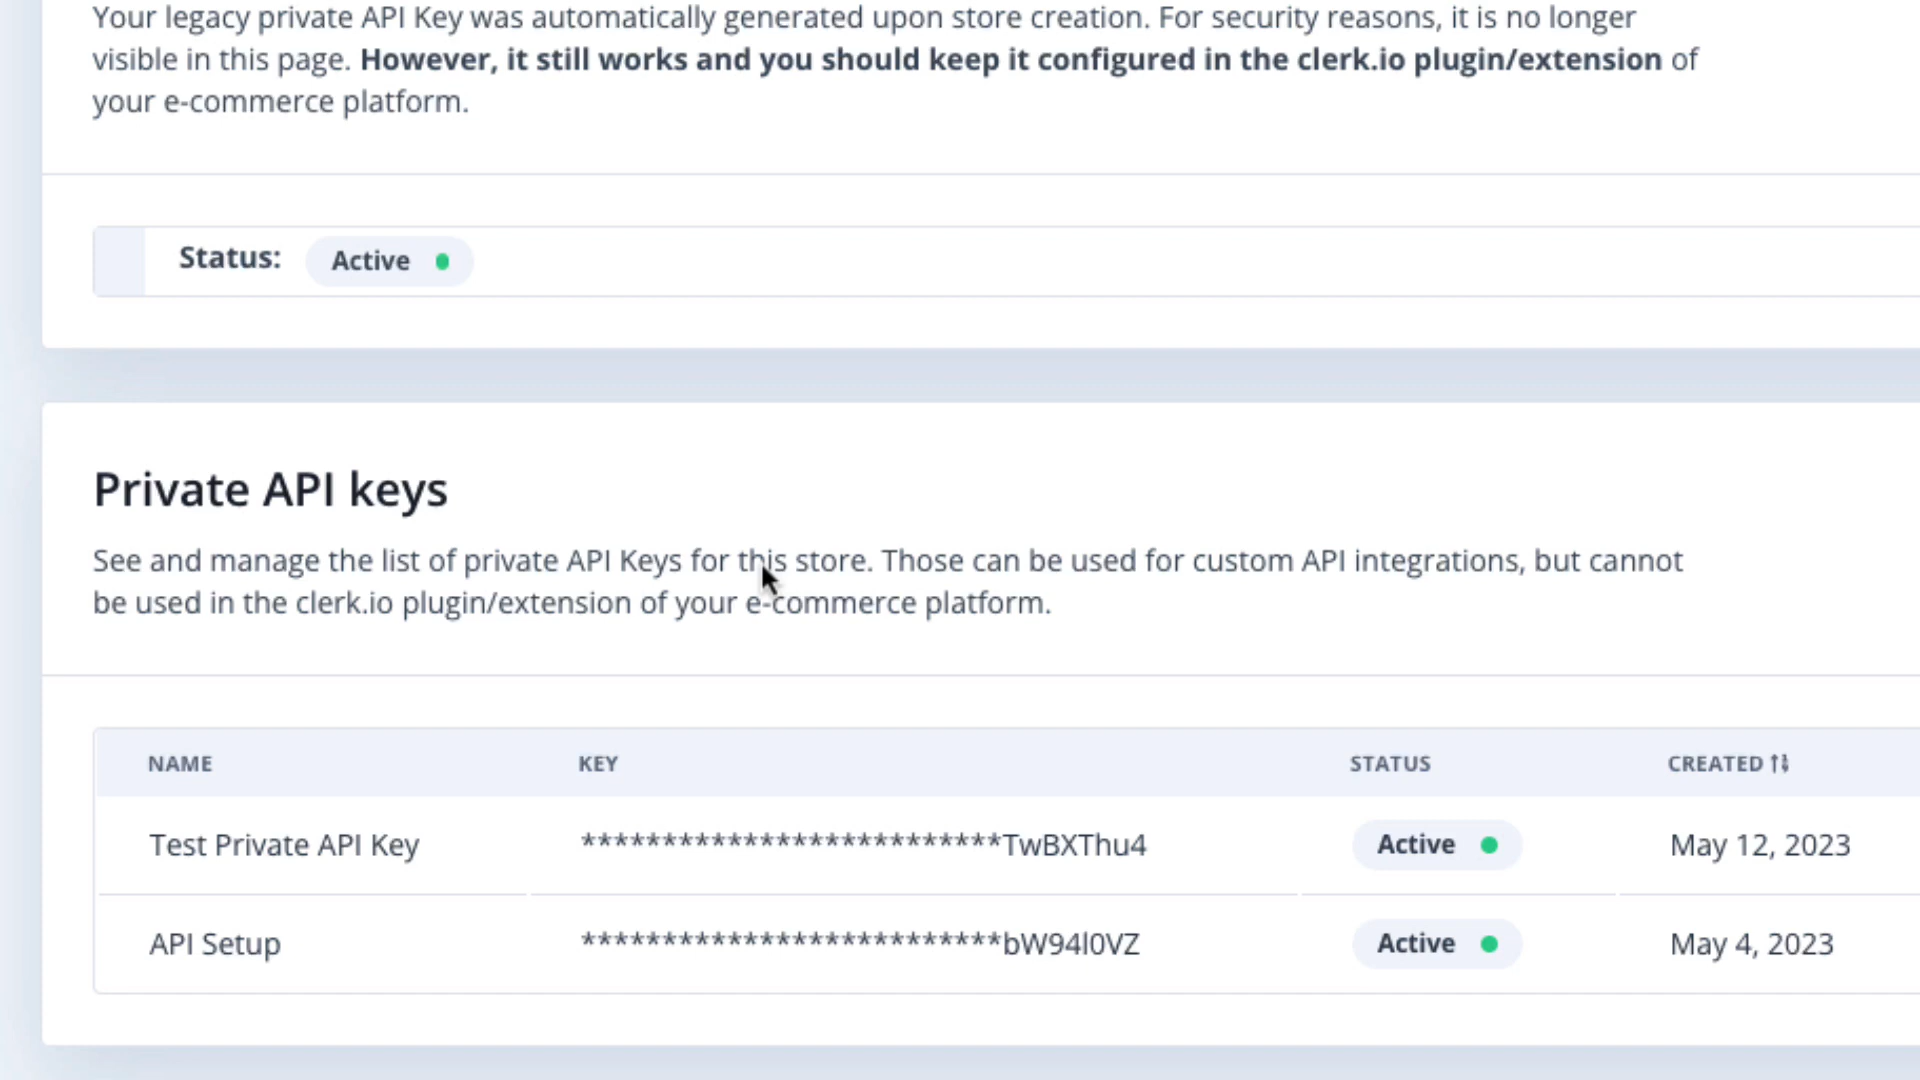 Your legacy private API Key was automatically generated upon store creation. For security reasons, it is no longer
visible in this page. However, it still works and you should keep it configured in the clerk.io plugin/extension of
your e-commerce platform.
Status: Active
Private API keys
See and manage the list of private API Keys for this store. Those can be used for custom API integrations, but cannot
be used in the clerk.io plugin/extension of your e-commerce platform.
NAME KEY STATUS CREATED
Test Private API Key **************************TwBXThu4 Active May 12, 2023
API Setup **************************bW94l0VZ Active May 4, 2023